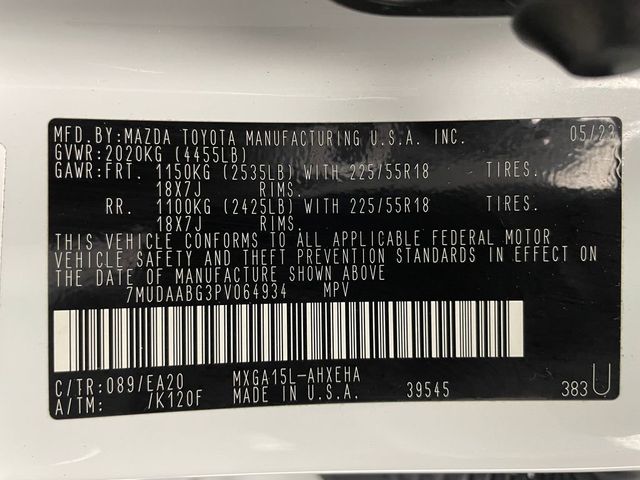 MFD.BY:MAZDA TOYOTA MANUFACTURING U.S.A. INC. 05/23
GVWR:2020KG (4455LB)
GAWR:FRT. 1150KG (2535LB) WITH 225/55R18 TIRES.
18X7J RIMS.
RR. 1100KG (2425LB) WITH 225/55R18 TIRES.
18X7J RIMS.
THIS VEHICLE CONFORMS TO ALL APPLICABLE FEDERAL MOTOR
VEHICLE SAFETY AND THEFT PREVENTION STANDARDS IN EFFECT ON
THE DATE OF MANUFACTURE SHOWN ABOVE
7MUDAABG3PV064934 MPV
C/TR:089/EA20 MXGA15L-AHXEHA 39545 383U
A/TM: /K120F MADE IN U.S.A.